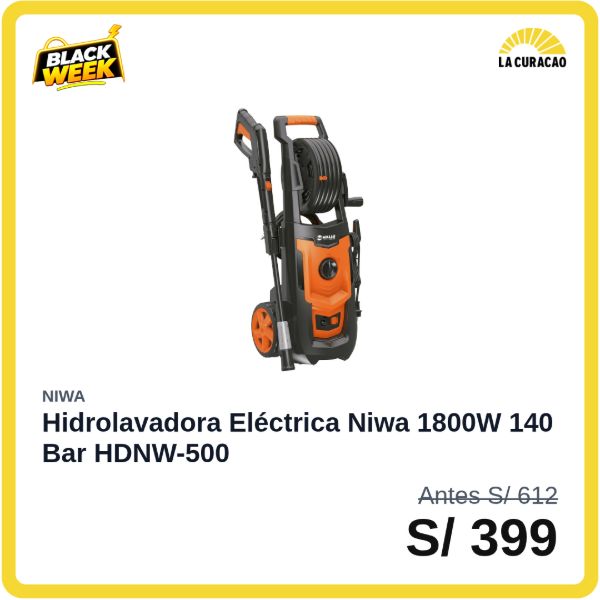 BLACK
WEEK
LA CURACAO
NIWA
Hidrolavadora Eléctrica Niwa 1800W 140
Bar HDNW-500
Antes S/ 612
S/ 399